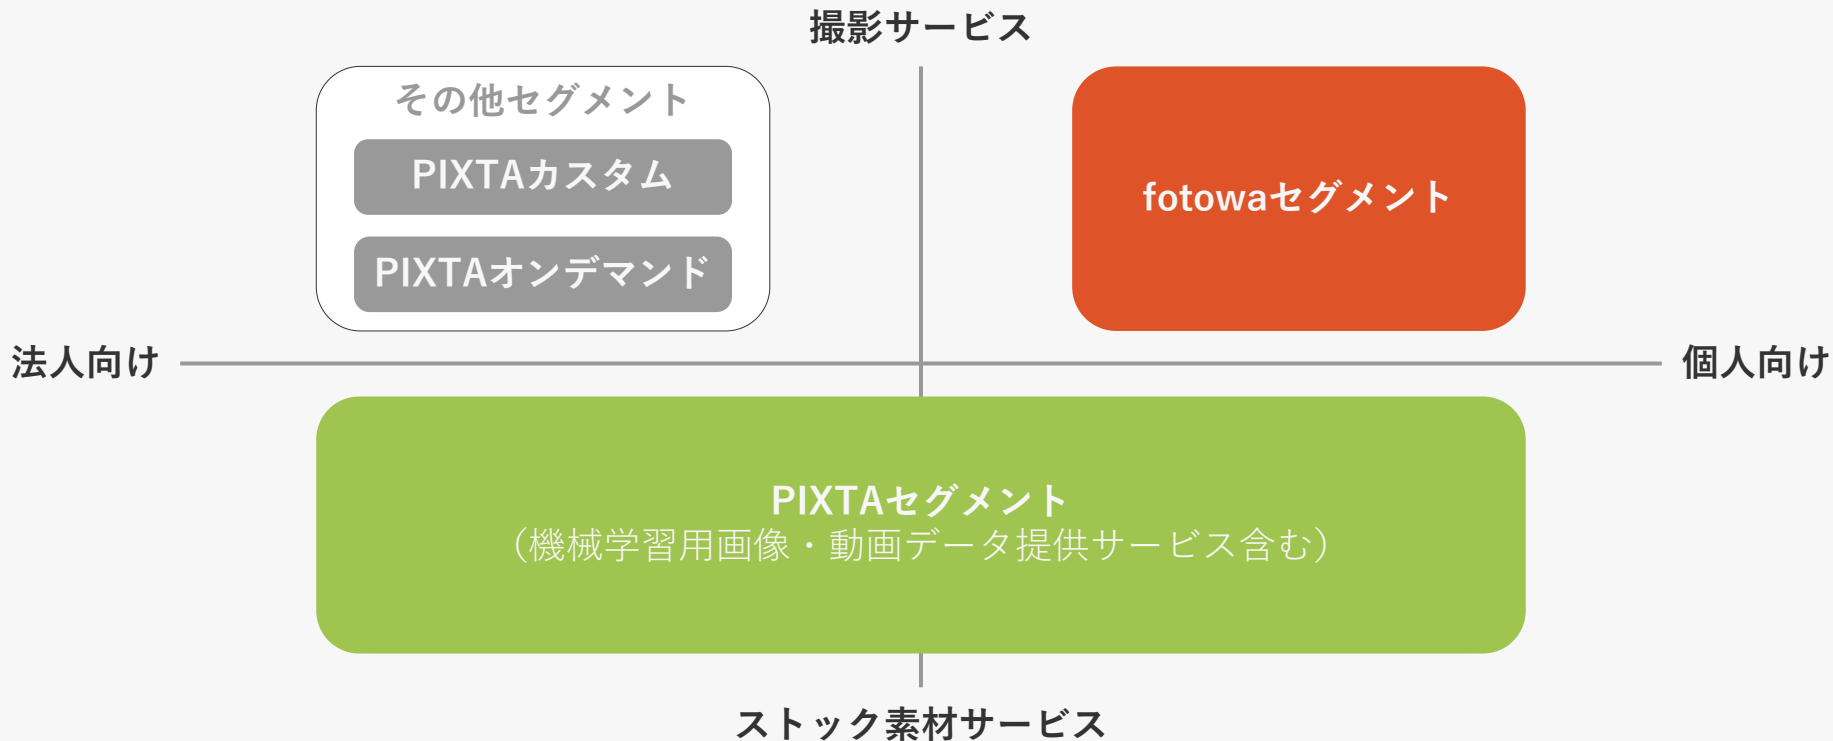 撮影サービス
その他セグメント
PIXTAカスタム
PIXTAオンデマンド
fotowaセグメント
法人向け
個人向け
PIXTAセグメント
（機械学習用画像・動画データ提供サービス含む）
ストック素材サービス